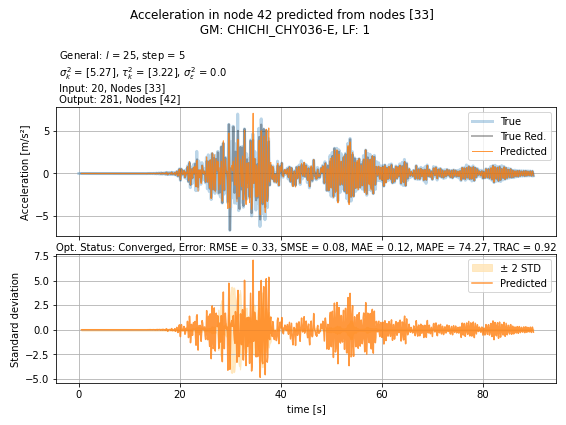 Acceleration in node 42 predicted from nodes [33]
GM: CHICHI_CHY036-E, LF: 1
General: l = 25, step = 5
σ²ₖ = [5.27], τ²ₖ = [3.22], σ²ε = 0.0
Input: 20, Nodes [33]
Output: 281, Nodes [42]
Acceleration [m/s²]
5
0
−5
True
True Red.
Predicted
Opt. Status: Converged, Error: RMSE = 0.33, SMSE = 0.08, MAE = 0.12, MAPE = 74.27, TRAC = 0.92
Standard deviation
7.5
5.0
2.5
0.0
−2.5
−5.0
± 2 STD
Predicted
0 20 40 60 80
time [s]